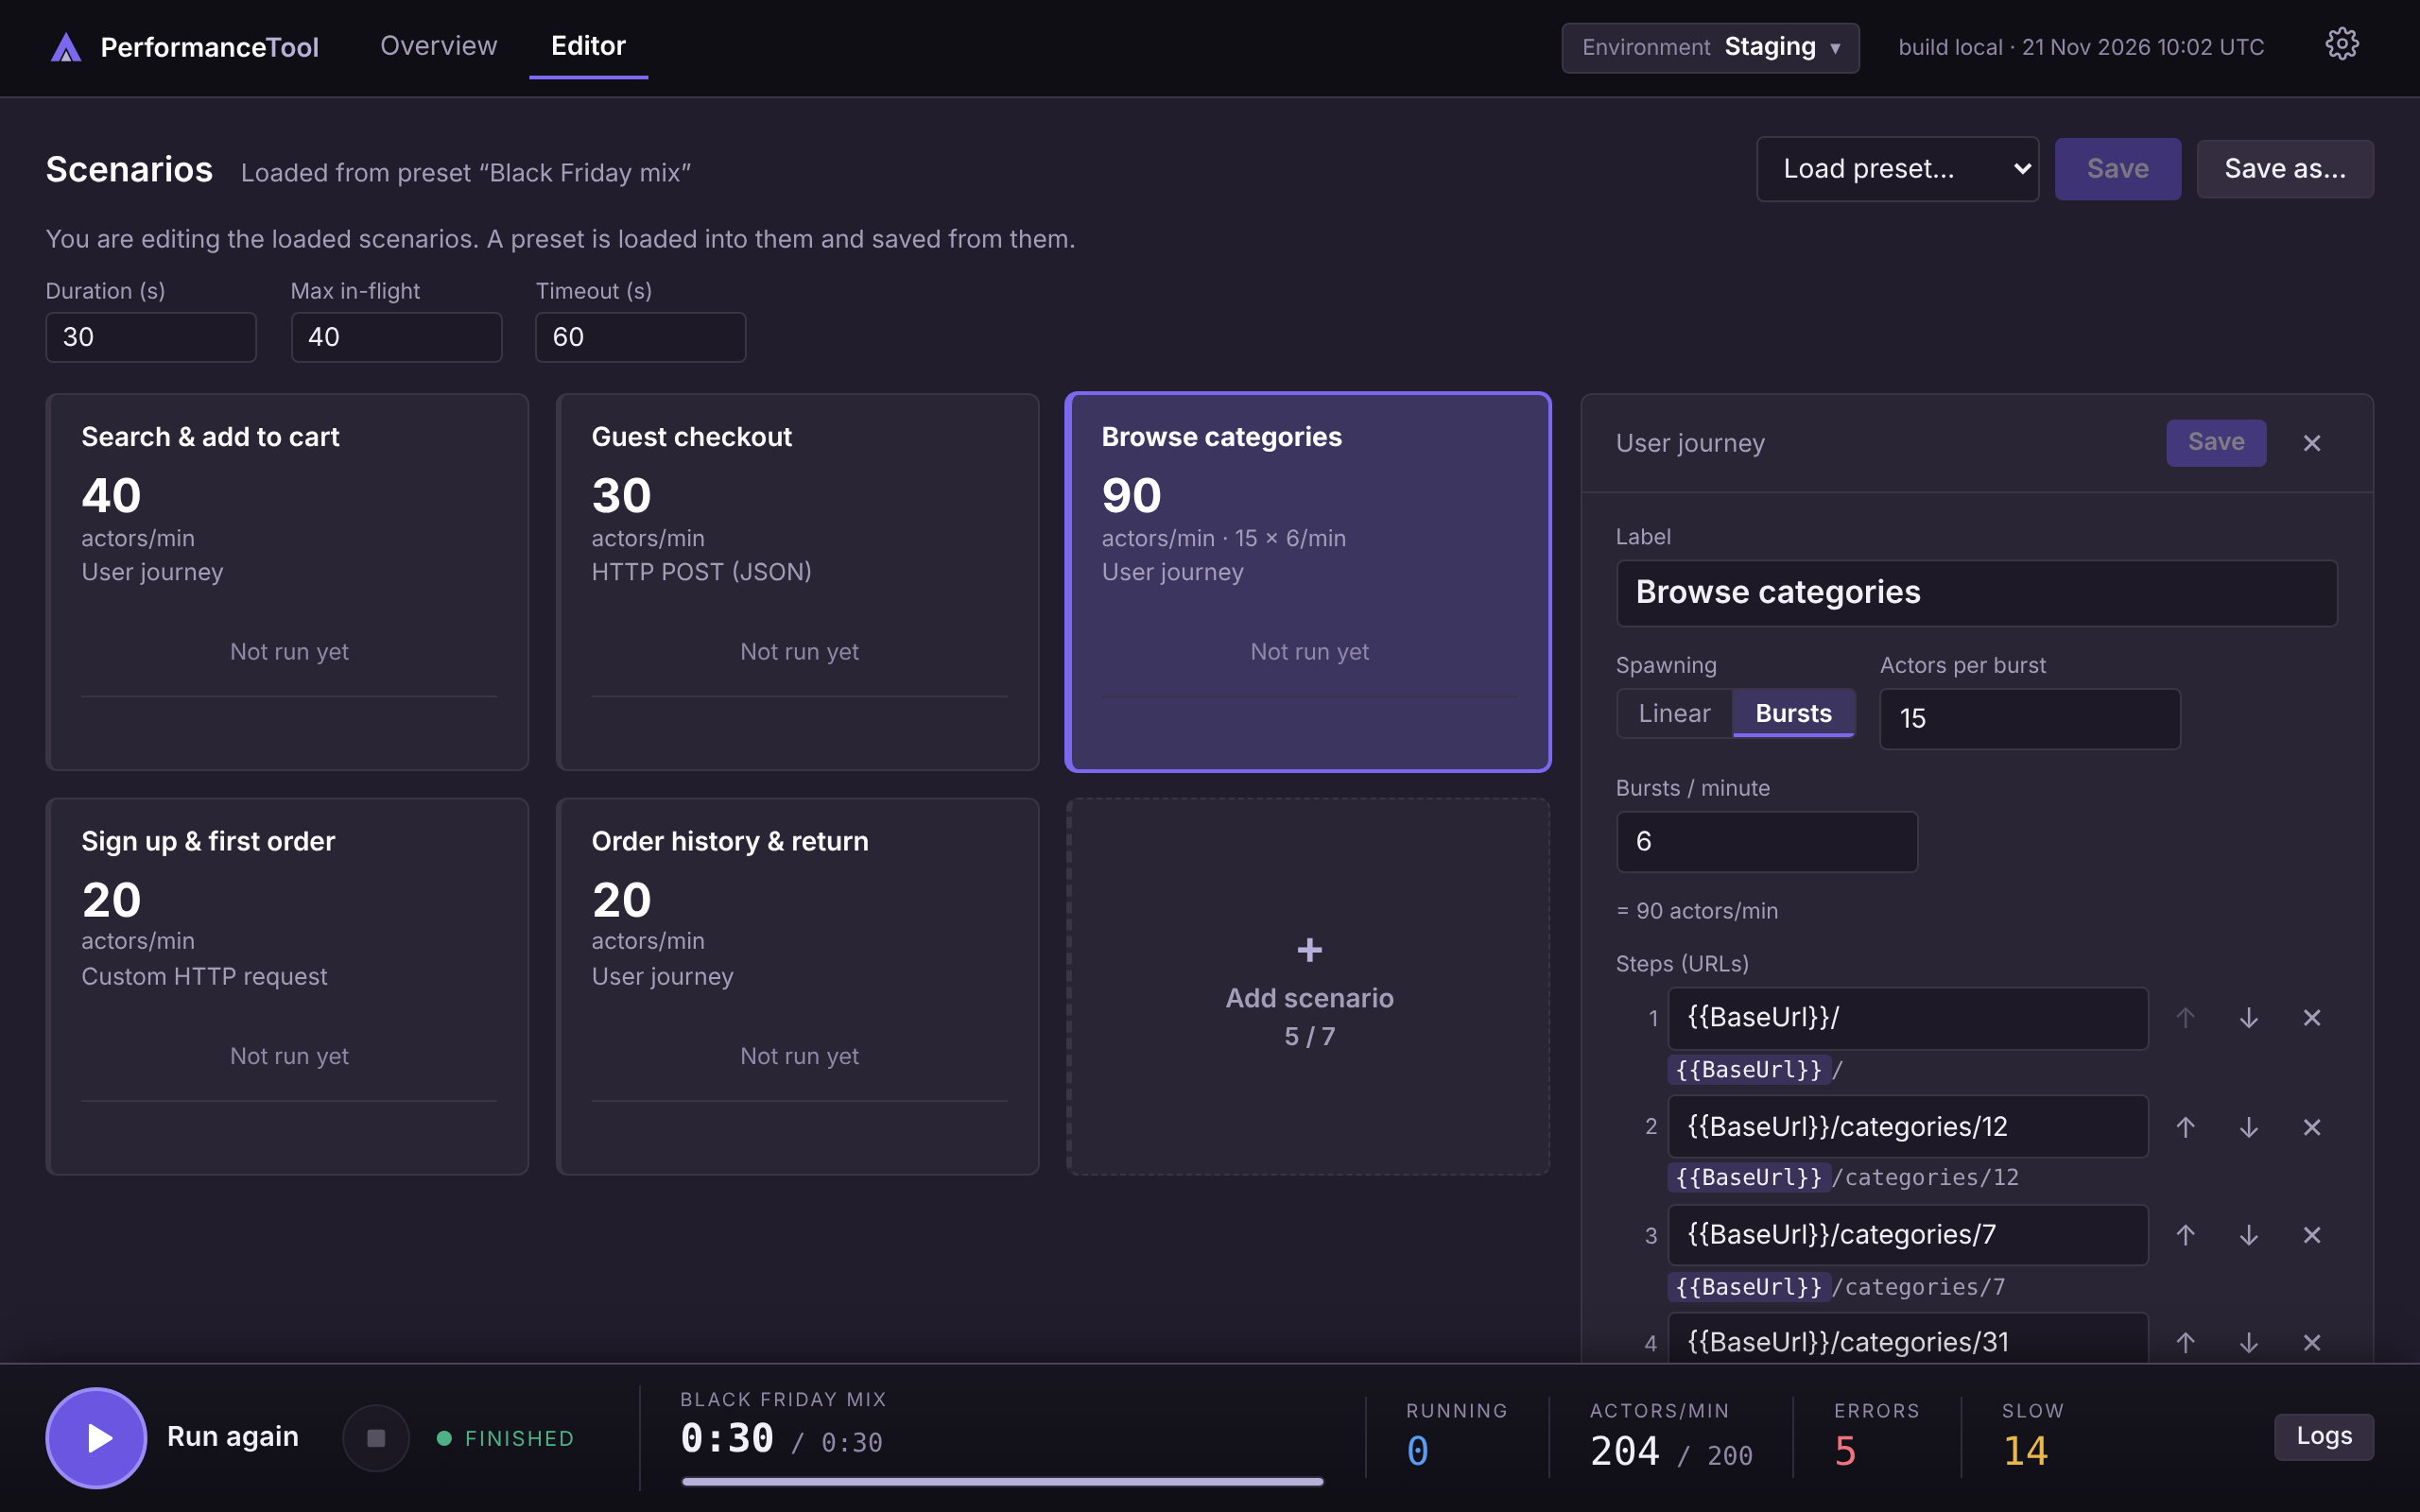 PerformanceTool
Overview
Editor
Environment Staging ▾
build local · 21 Nov 2026 10:02 UTC
Scenarios
Loaded from preset “Black Friday mix”
Load preset...
Save
Save as...
You are editing the loaded scenarios. A preset is loaded into them and saved from them.
Duration (s)
30
Max in-flight
40
Timeout (s)
60
Search & add to cart
40
actors/min
User journey
Not run yet
Guest checkout
30
actors/min
HTTP POST (JSON)
Not run yet
Browse categories
90
actors/min · 15 × 6/min
User journey
Not run yet
Sign up & first order
20
actors/min
Custom HTTP request
Not run yet
Order history & return
20
actors/min
User journey
Not run yet
+
Add scenario
5 / 7
User journey
Save
✕
Label
Browse categories
Spawning
Linear
Bursts
Actors per burst
15
Bursts / minute
6
= 90 actors/min
Steps (URLs)
1 {{BaseUrl}}/ ↑ ↓ ✕
{{BaseUrl}}/
2 {{BaseUrl}}/categories/12 ↑ ↓ ✕
{{BaseUrl}}/categories/12
3 {{BaseUrl}}/categories/7 ↑ ↓ ✕
{{BaseUrl}}/categories/7
4 {{BaseUrl}}/categories/31 ↑ ↓ ✕
Run again
FINISHED
BLACK FRIDAY MIX
0:30 / 0:30
RUNNING
0
ACTORS/MIN
204 / 200
ERRORS
5
SLOW
14
Logs